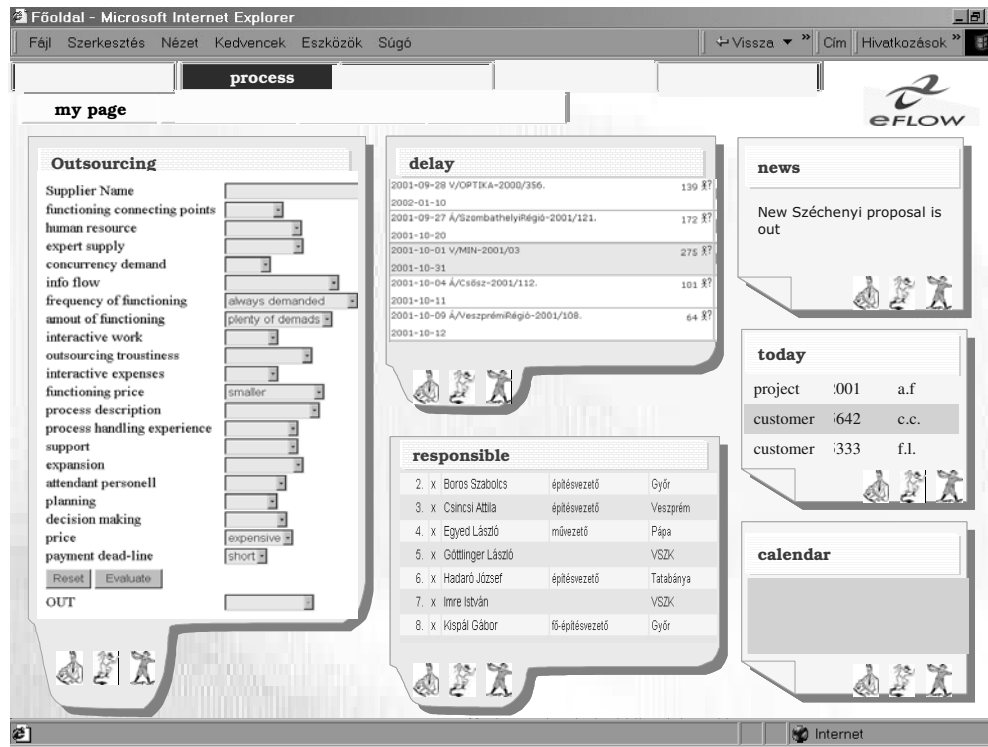 Főoldal - Microsoft Internet Explorer
Fájl Szerkesztés Nézet Kedvencek Eszközök Súgó Vissza » Cím Hivatkozások »
process
my page
eFLOW
Outsourcing
Supplier Name
functioning connecting points
human resource
expert supply
concurrency demand
info flow
frequency of functioning always demanded
amout of functioning plenty of demads
interactive work
outsourcing troustiness
interactive expenses
functioning price smaller
process description
process handling experience
support
expansion
attendant personell
planning
decision making
price expensive
payment dead-line short
Reset Evaluate
OUT
delay
2001-09-28 V/OPTIKA-2000/356. 139
2002-01-10
2001-09-27 Á/SzombathelyiRégió-2001/121. 172
2001-10-20
2001-10-01 V/MIN-2001/03 275
2001-10-31
2001-10-04 Á/Csősz-2001/112. 101
2001-10-11
2001-10-09 Á/VeszprémiRégió-2001/108. 64
2001-10-12
responsible
2. x Boros Szabolcs építésvezető Győr
3. x Csincsi Attila építésvezető Veszprém
4. x Egyed László művezető Pápa
5. x Göttlinger László VSZK
6. x Hadaró József építésvezető Tatabánya
7. x Imre István VSZK
8. x Kispál Gábor fő-építésvezető Győr
news
New Széchenyi proposal is
out
today
project :001 a.f
customer 642 c.c.
customer 333 f.l.
calendar
Internet